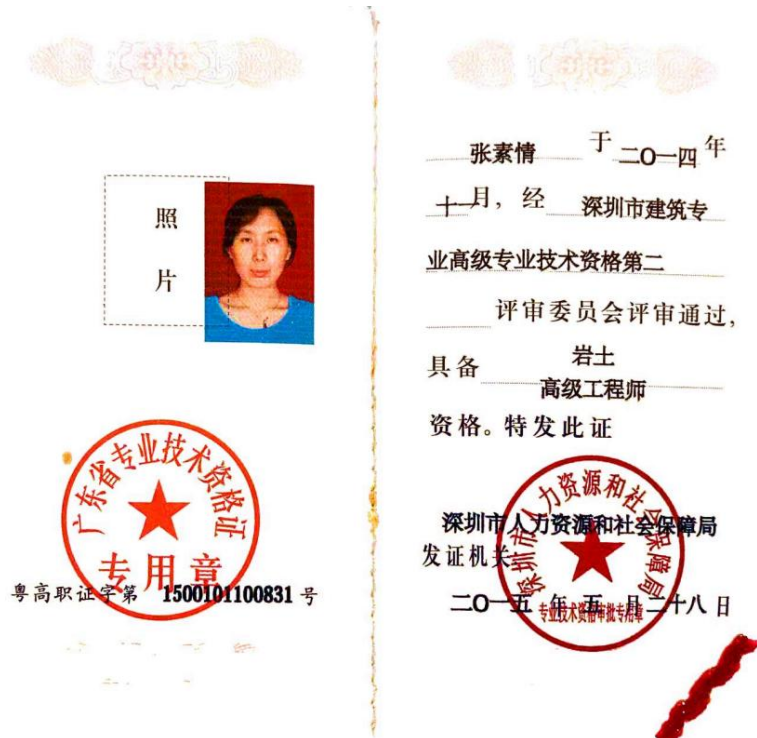 照
片
广东省专业技术资格证
专用章
粤高职证字第 1500101100831 号
张素情 于 二〇一四 年
十一月，经 深圳市建筑专
业高级专业技术资格第二
评审委员会评审通过，
具备 岩土
高级工程师
资格。特发此证
深圳市人力资源和社会保障局
发证机关：
二〇一五 年 五 月 二十八 日
深圳市人力资源和社会保障局
专业技术资格审批专用章